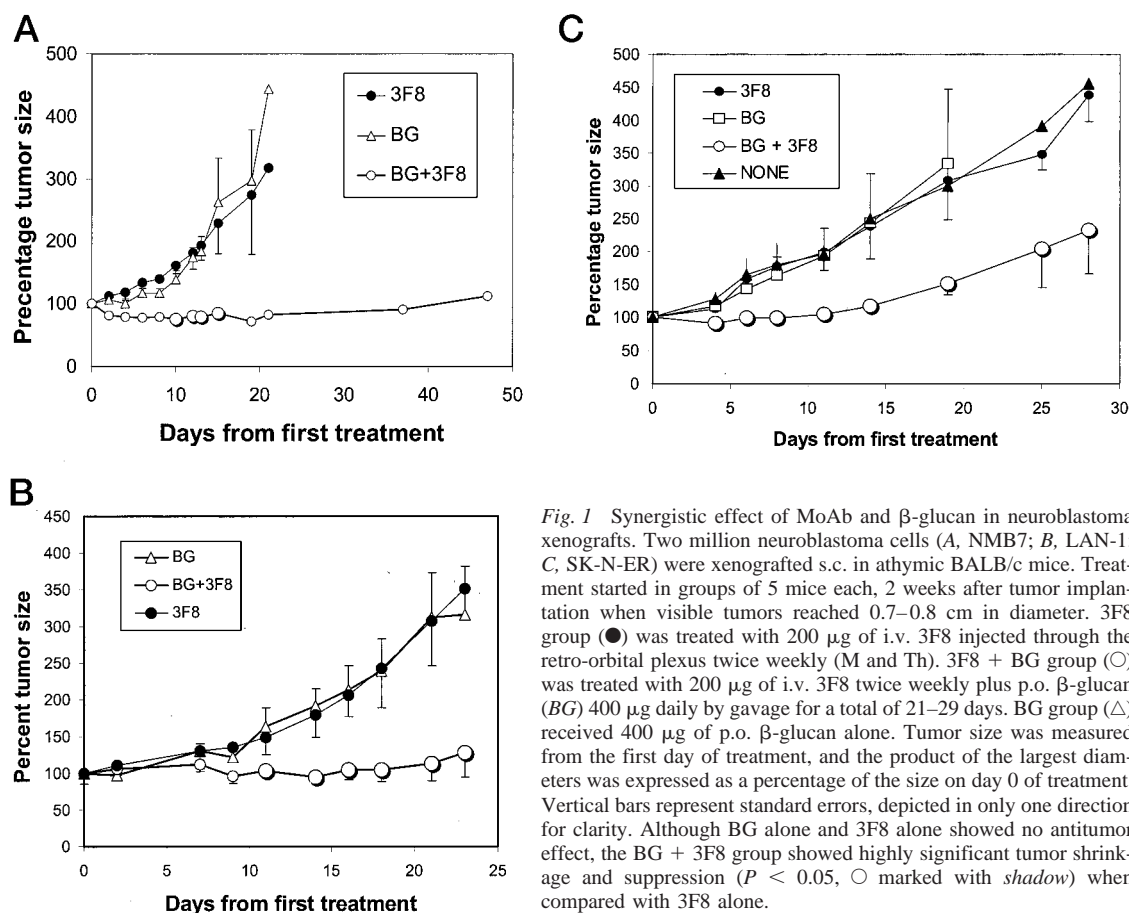 A
500
400
300
200
100
0
Precentage tumor size
0 10 20 30 40 50
Days from first treatment
3F8
BG
BG+3F8
C
500
450
400
350
300
250
200
150
100
50
0
Percentage tumor size
0 5 10 15 20 25 30
Days from first treatment
3F8
BG
BG + 3F8
NONE
B
450
400
350
300
250
200
150
100
50
0
Percent tumor size
0 5 10 15 20 25
Days from first treatment
BG
BG+3F8
3F8
Fig. 1 Synergistic effect of MoAb and β-glucan in neuroblastoma
xenografts. Two million neuroblastoma cells (A, NMB7; B, LAN-1;
C, SK-N-ER) were xenografted s.c. in athymic BALB/c mice. Treat-
ment started in groups of 5 mice each, 2 weeks after tumor implan-
tation when visible tumors reached 0.7–0.8 cm in diameter. 3F8
group (●) was treated with 200 μg of i.v. 3F8 injected through the
retro-orbital plexus twice weekly (M and Th). 3F8 + BG group (○)
was treated with 200 μg of i.v. 3F8 twice weekly plus p.o. β-glucan
(BG) 400 μg daily by gavage for a total of 21–29 days. BG group (△)
received 400 μg of p.o. β-glucan alone. Tumor size was measured
from the first day of treatment, and the product of the largest diam-
eters was expressed as a percentage of the size on day 0 of treatment
Vertical bars represent standard errors, depicted in only one direction
for clarity. Although BG alone and 3F8 alone showed no antitumor
effect, the BG + 3F8 group showed highly significant tumor shrink-
age and suppression (P < 0.05, ○ marked with shadow) when
compared with 3F8 alone.